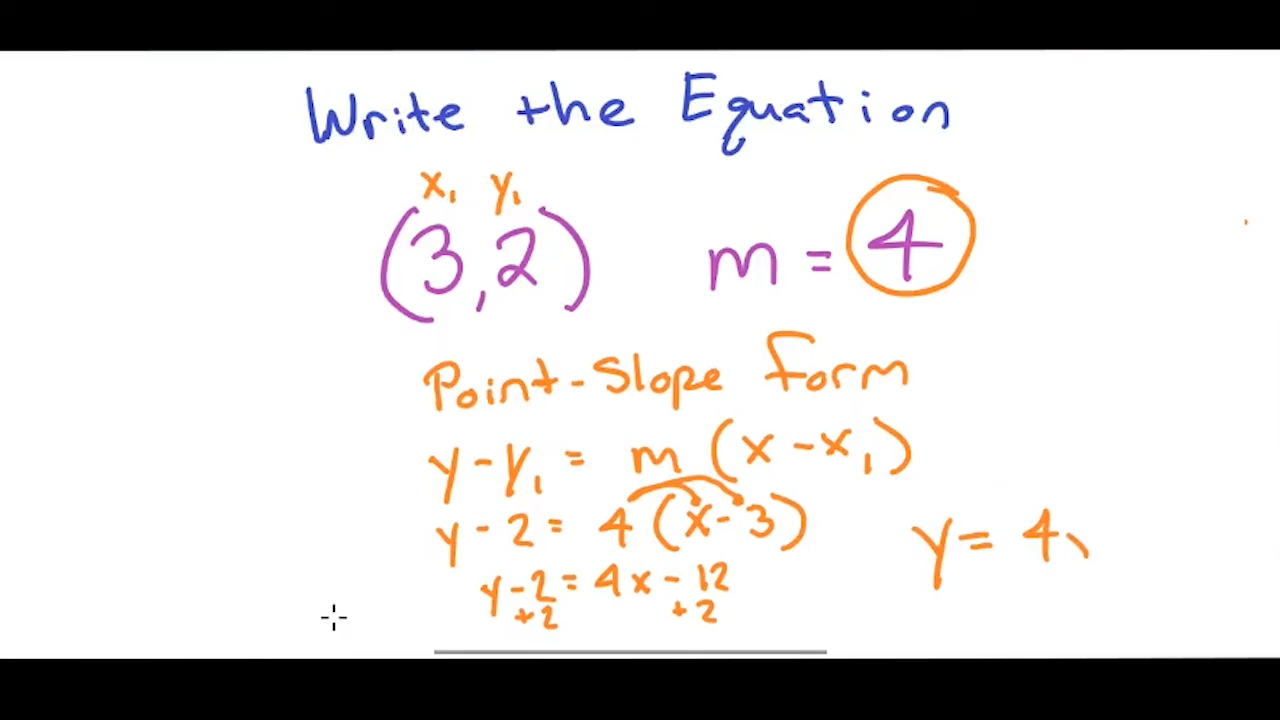 Write the Equation
x₁ y₁
(3,2) m = 4
Point-Slope Form
y - y₁ = m (x - x₁)
y - 2 = 4 (x - 3)
y = 4
y - 2 = 4x - 12
+2 +2